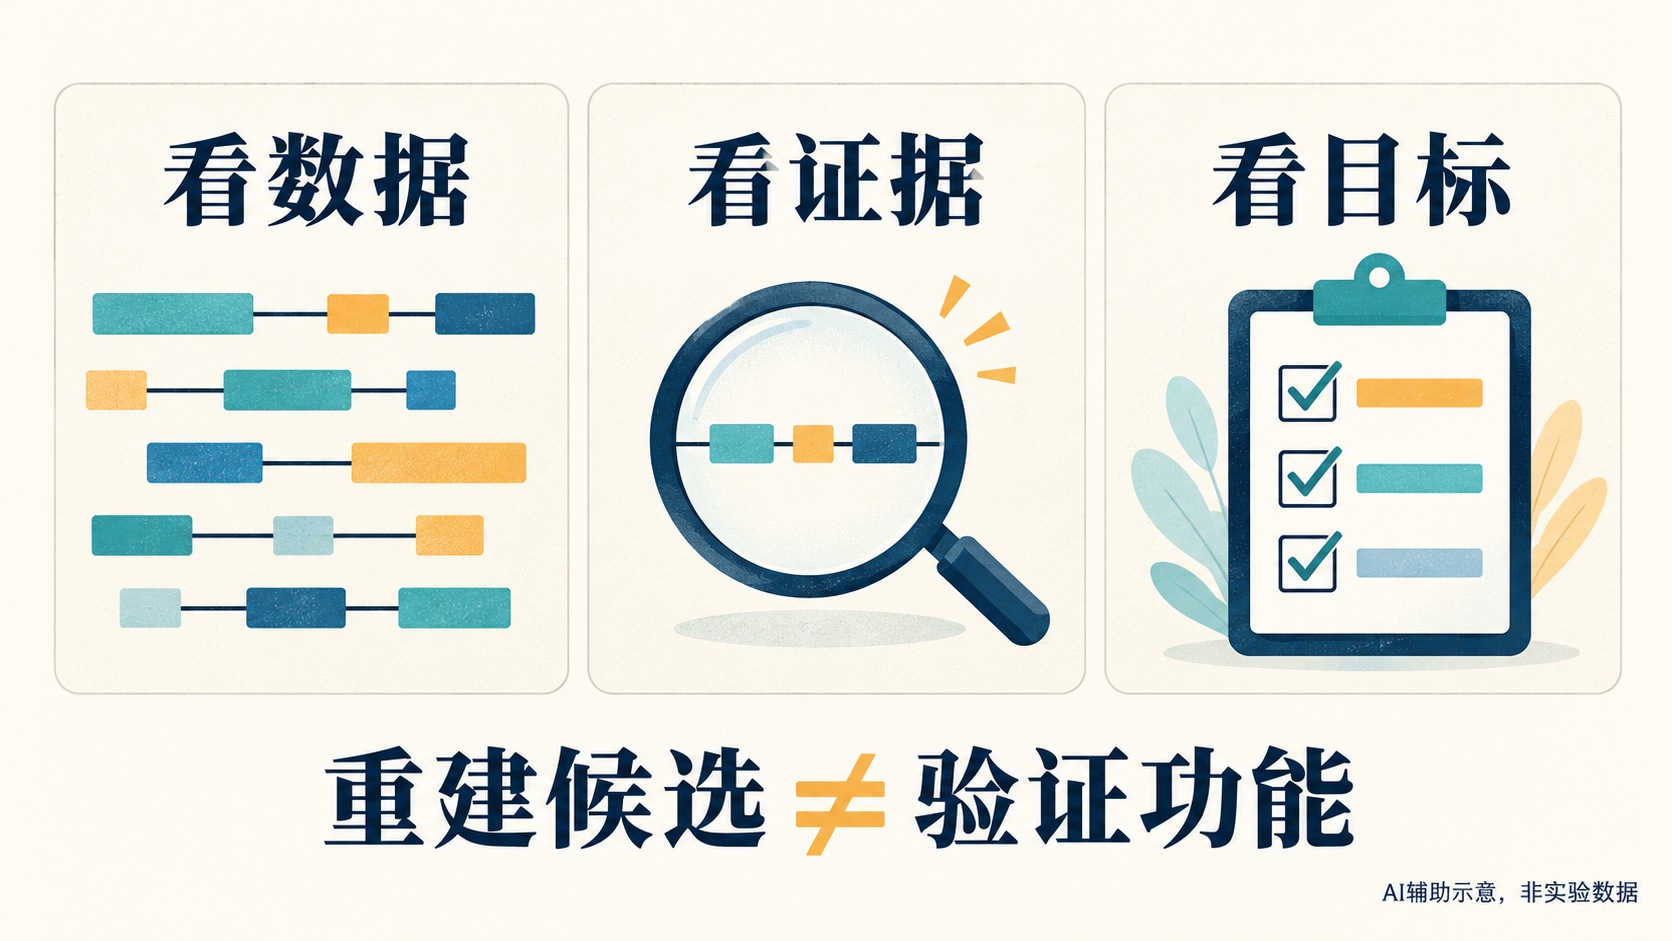 看数据
看证据
看目标
重建候选≠验证功能
AI辅助示意，非实验数据